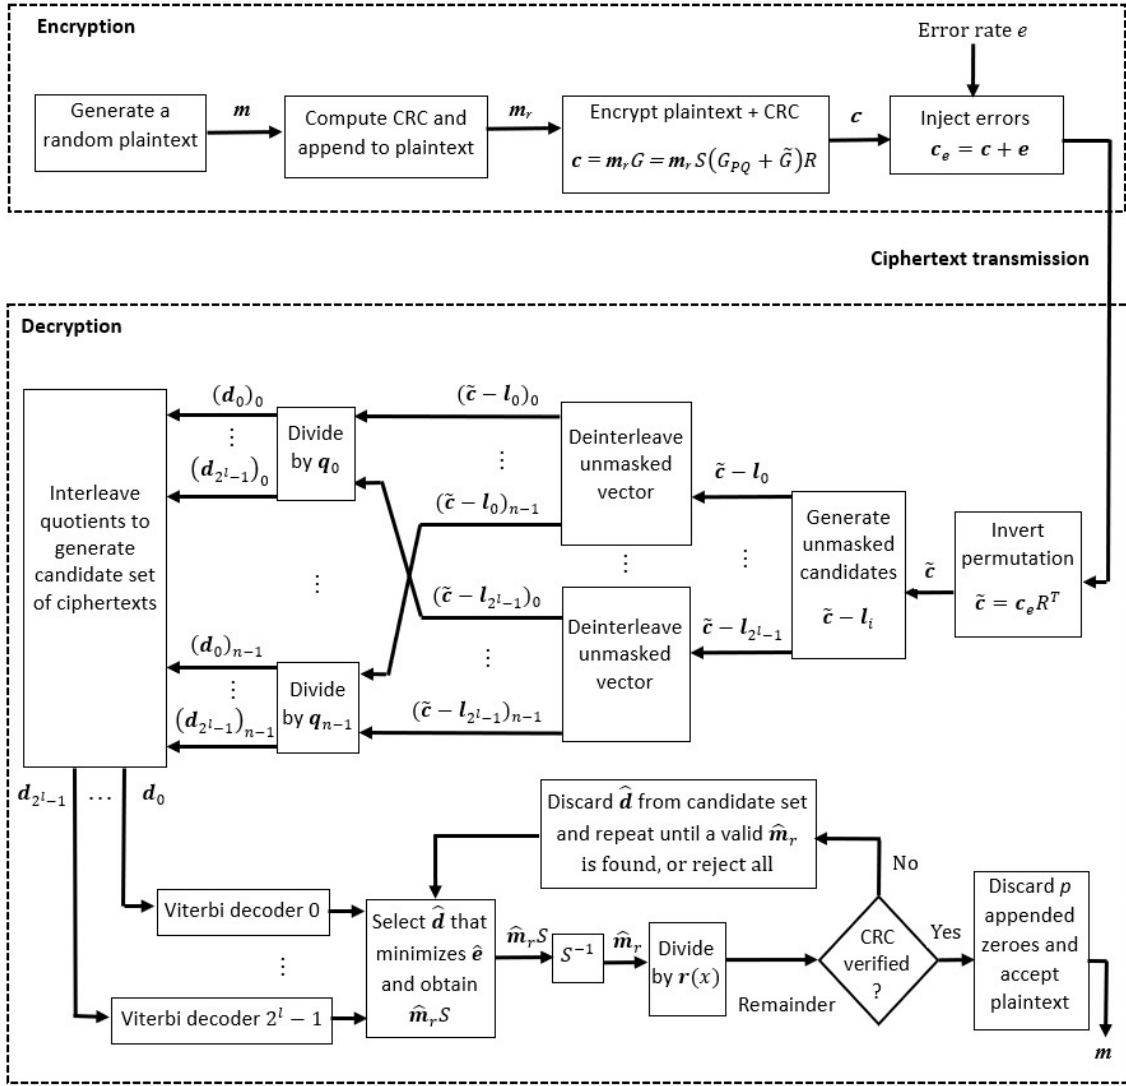 Encryption
Error rate e
Generate a
random plaintext
m
Compute CRC and
append to plaintext
m_r
Encrypt plaintext + CRC
c = m_r G = m_r S(G_{PQ} + G̃)R
c
Inject errors
c_e = c + e
Ciphertext transmission
Decryption
Interleave
quotients to
generate
candidate set
of ciphertexts
(d_0)_0
⋮
(d_{2^l−1})_0
Divide
by q_0
(c̃ − l_0)_0
⋮
(c̃ − l_0)_{n−1}
Deinterleave
unmasked
vector
c̃ − l_0
⋮
⋮
⋮
Generate
unmasked
candidates
c̃ − l_i
c̃
Invert
permutation
c̃ = c_e R^T
(d_0)_{n−1}
⋮
(d_{2^l−1})_{n−1}
Divide
by q_{n−1}
(c̃ − l_{2^l−1})_0
⋮
(c̃ − l_{2^l−1})_{n−1}
Deinterleave
unmasked
vector
c̃ − l_{2^l−1}
d_{2^l−1} … d_0
Viterbi decoder 0
⋮
Viterbi decoder 2^l − 1
Select d̂ that
minimizes ê
and obtain
m̂_r S
m̂_r S
S^{−1}
m̂_r
Divide
by r(x)
Remainder
CRC
verified
?
No
Discard d̂ from candidate set
and repeat until a valid m̂_r
is found, or reject all
Yes
Discard p
appended
zeroes and
accept
plaintext
m